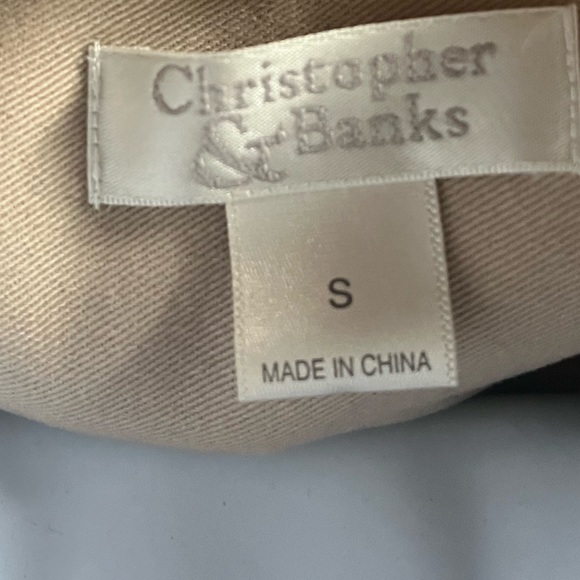 Christopher
& Banks
S
MADE IN CHINA